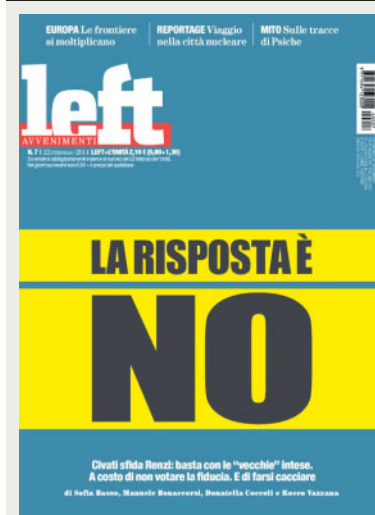 EUROPA Le frontiere
si moltiplicano
REPORTAGE Viaggio
nella città nucleare
MITO Sulle tracce
di Psiche
left
AVVENIMENTI
LA RISPOSTA È
NO
Civati sfida Renzi: basta con le “vecchie” intese.
A costo di non votare la fiducia. E di farsi cacciare
di Sofia Basso, Manuele Bonaccorsi, Donatella Coccoli e Rocco Vazzana